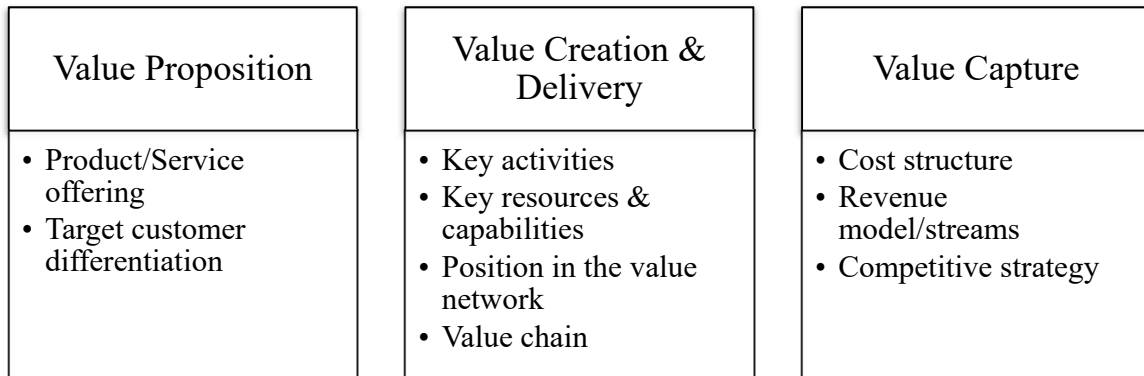 Value Proposition
• Product/Service
offering
• Target customer
differentiation
Value Creation &
Delivery
• Key activities
• Key resources &
capabilities
• Position in the value
network
• Value chain
Value Capture
• Cost structure
• Revenue
model/streams
• Competitive strategy